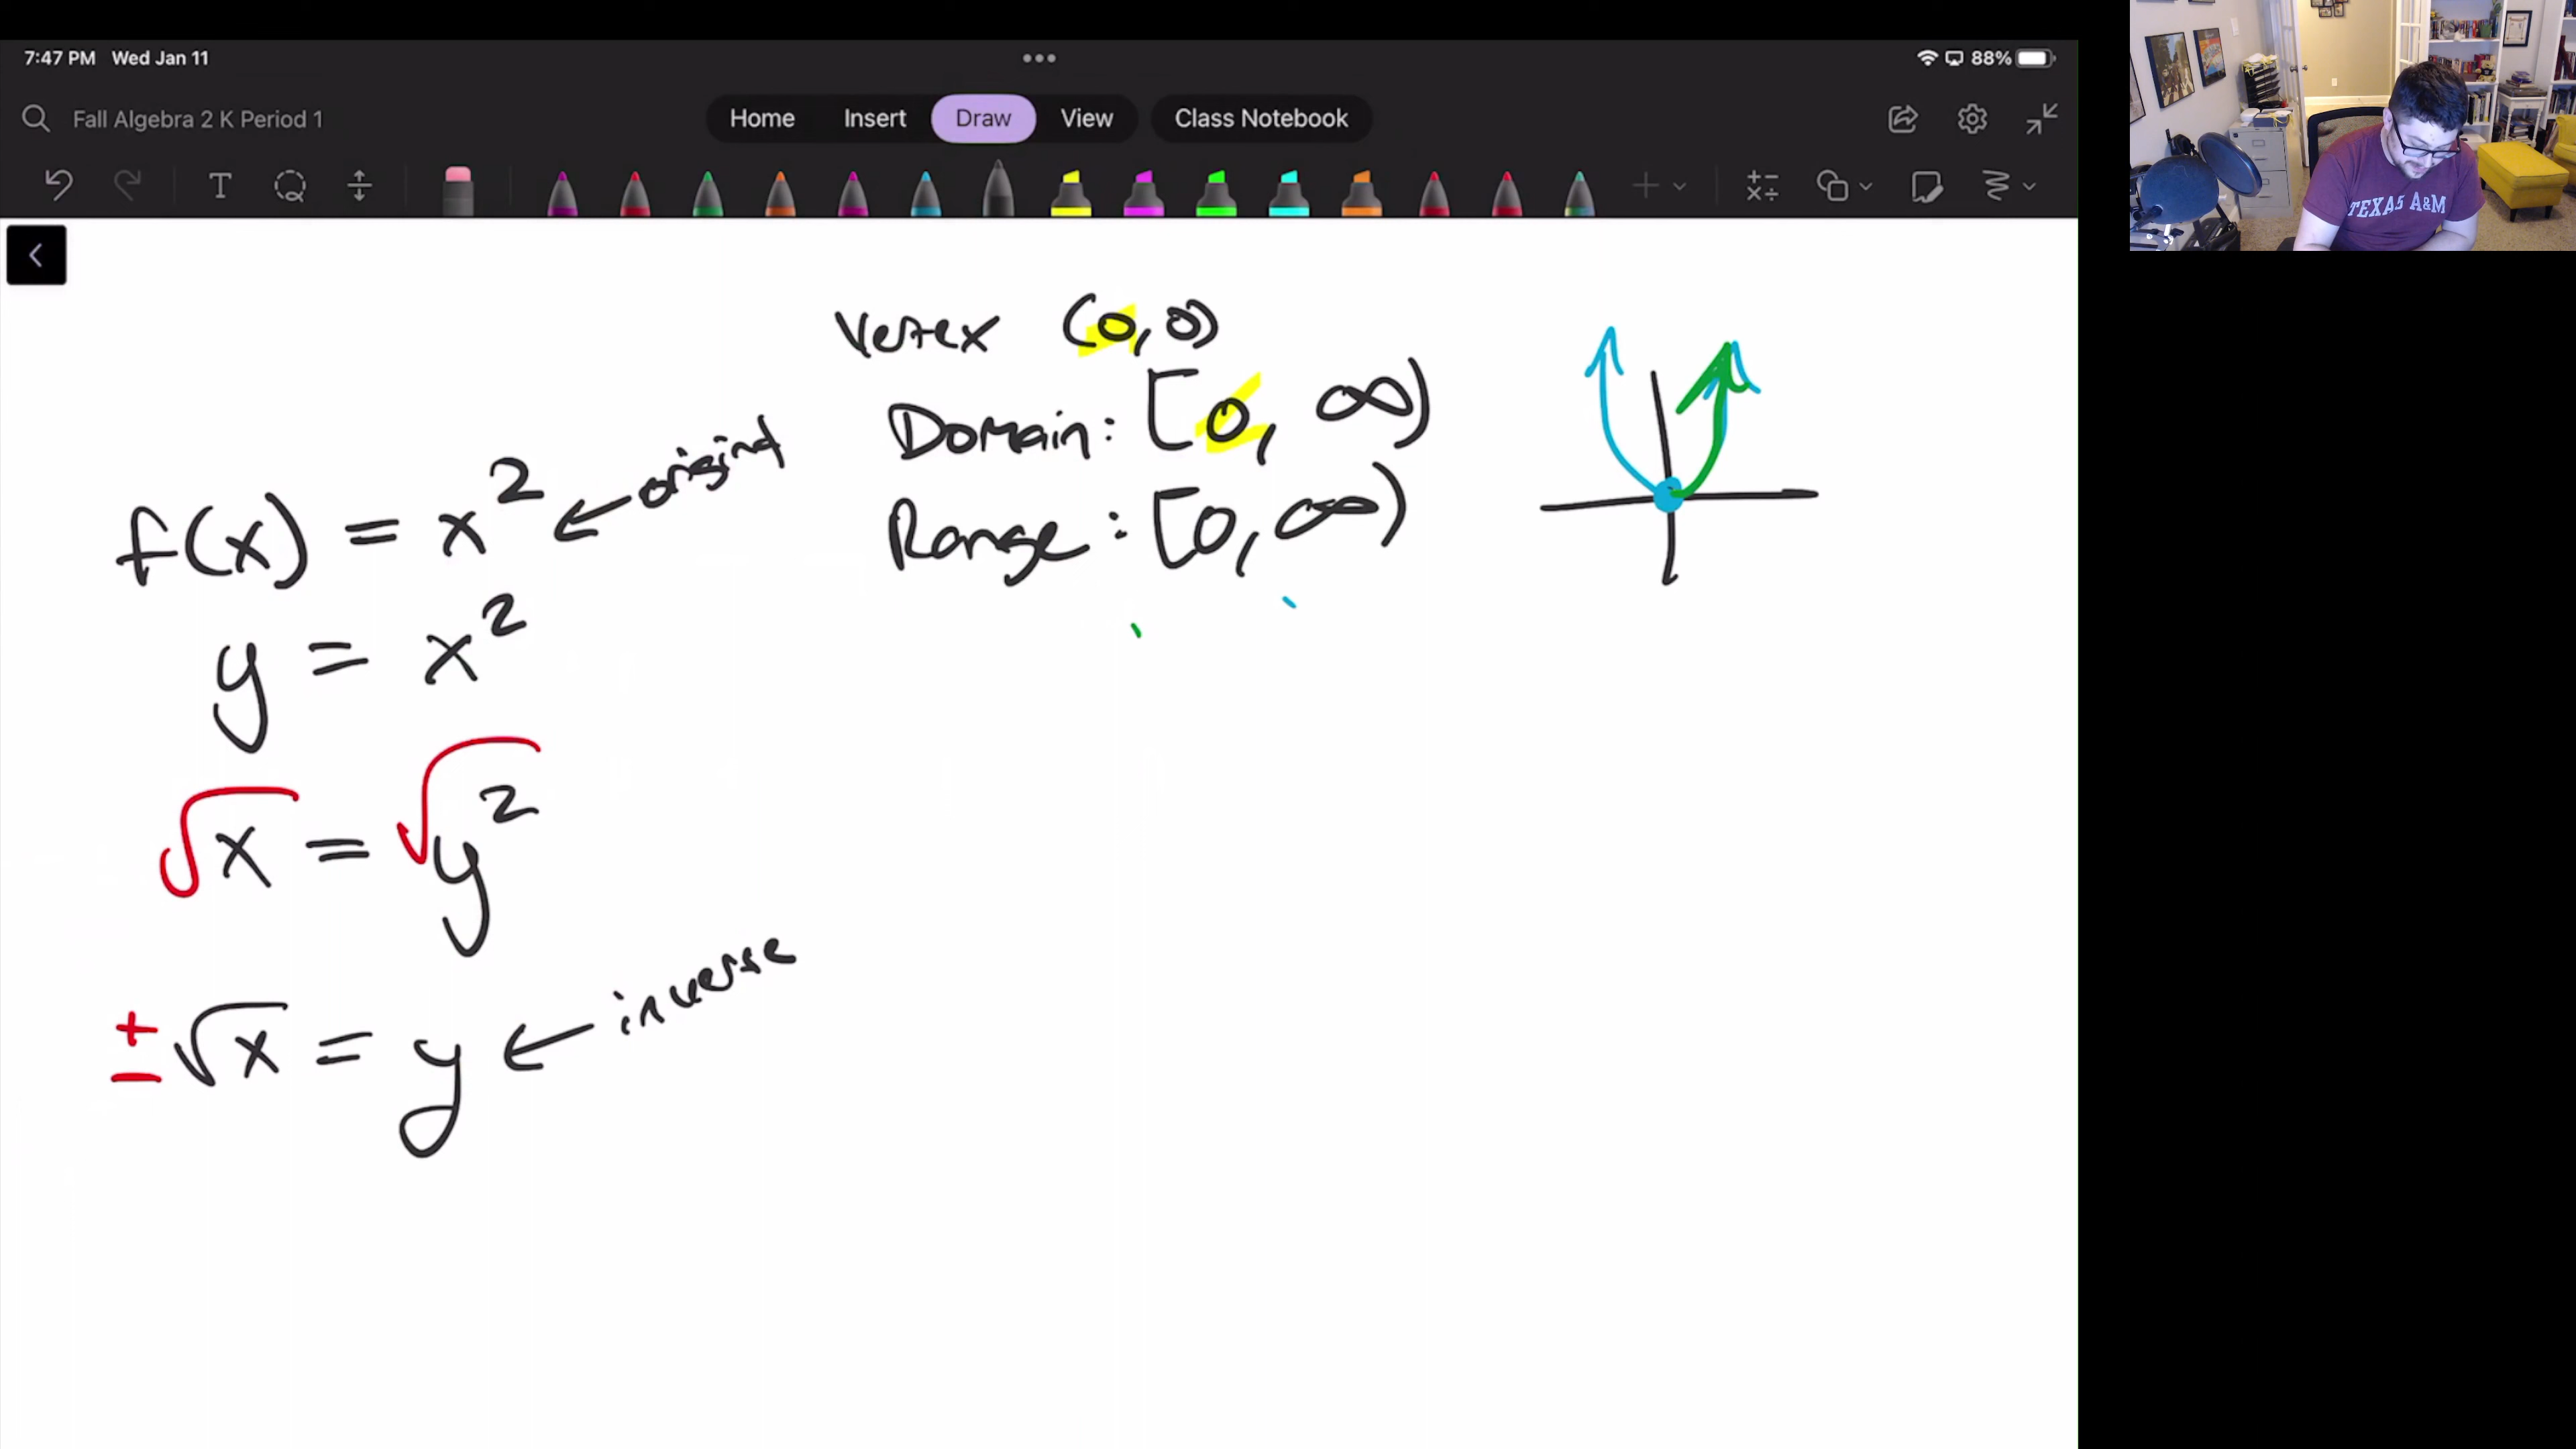 7:47 PM Wed Jan 11
88%
Fall Algebra 2 K Period 1
Home Insert Draw View Class Notebook
T
TEXAS A&M
Vertex (0,0)
Domain: [0, ∞)
Range: [0, ∞)
f(x) = x² ← original
y = x²
√x = √y²
±√x = y ← inverse